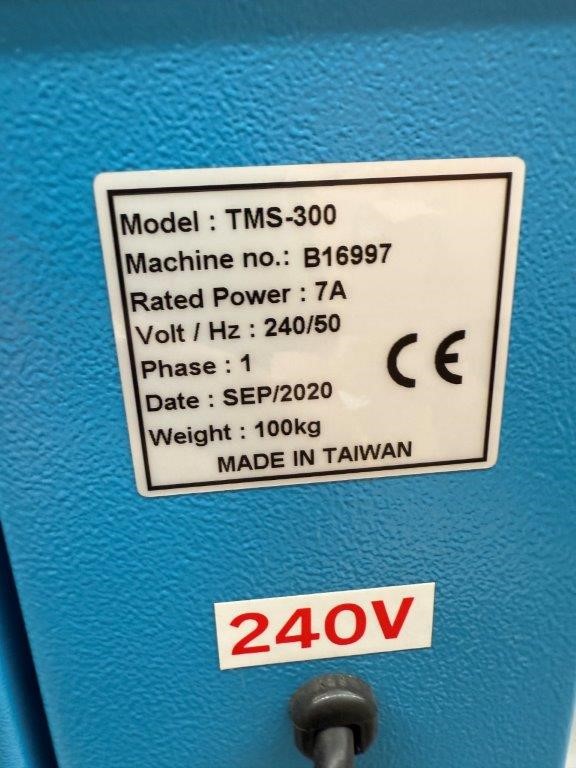 Model : TMS-300
Machine no.: B16997
Rated Power : 7A
Volt / Hz : 240/50
Phase : 1
CE
Date : SEP/2020
Weight : 100kg
MADE IN TAIWAN
240V